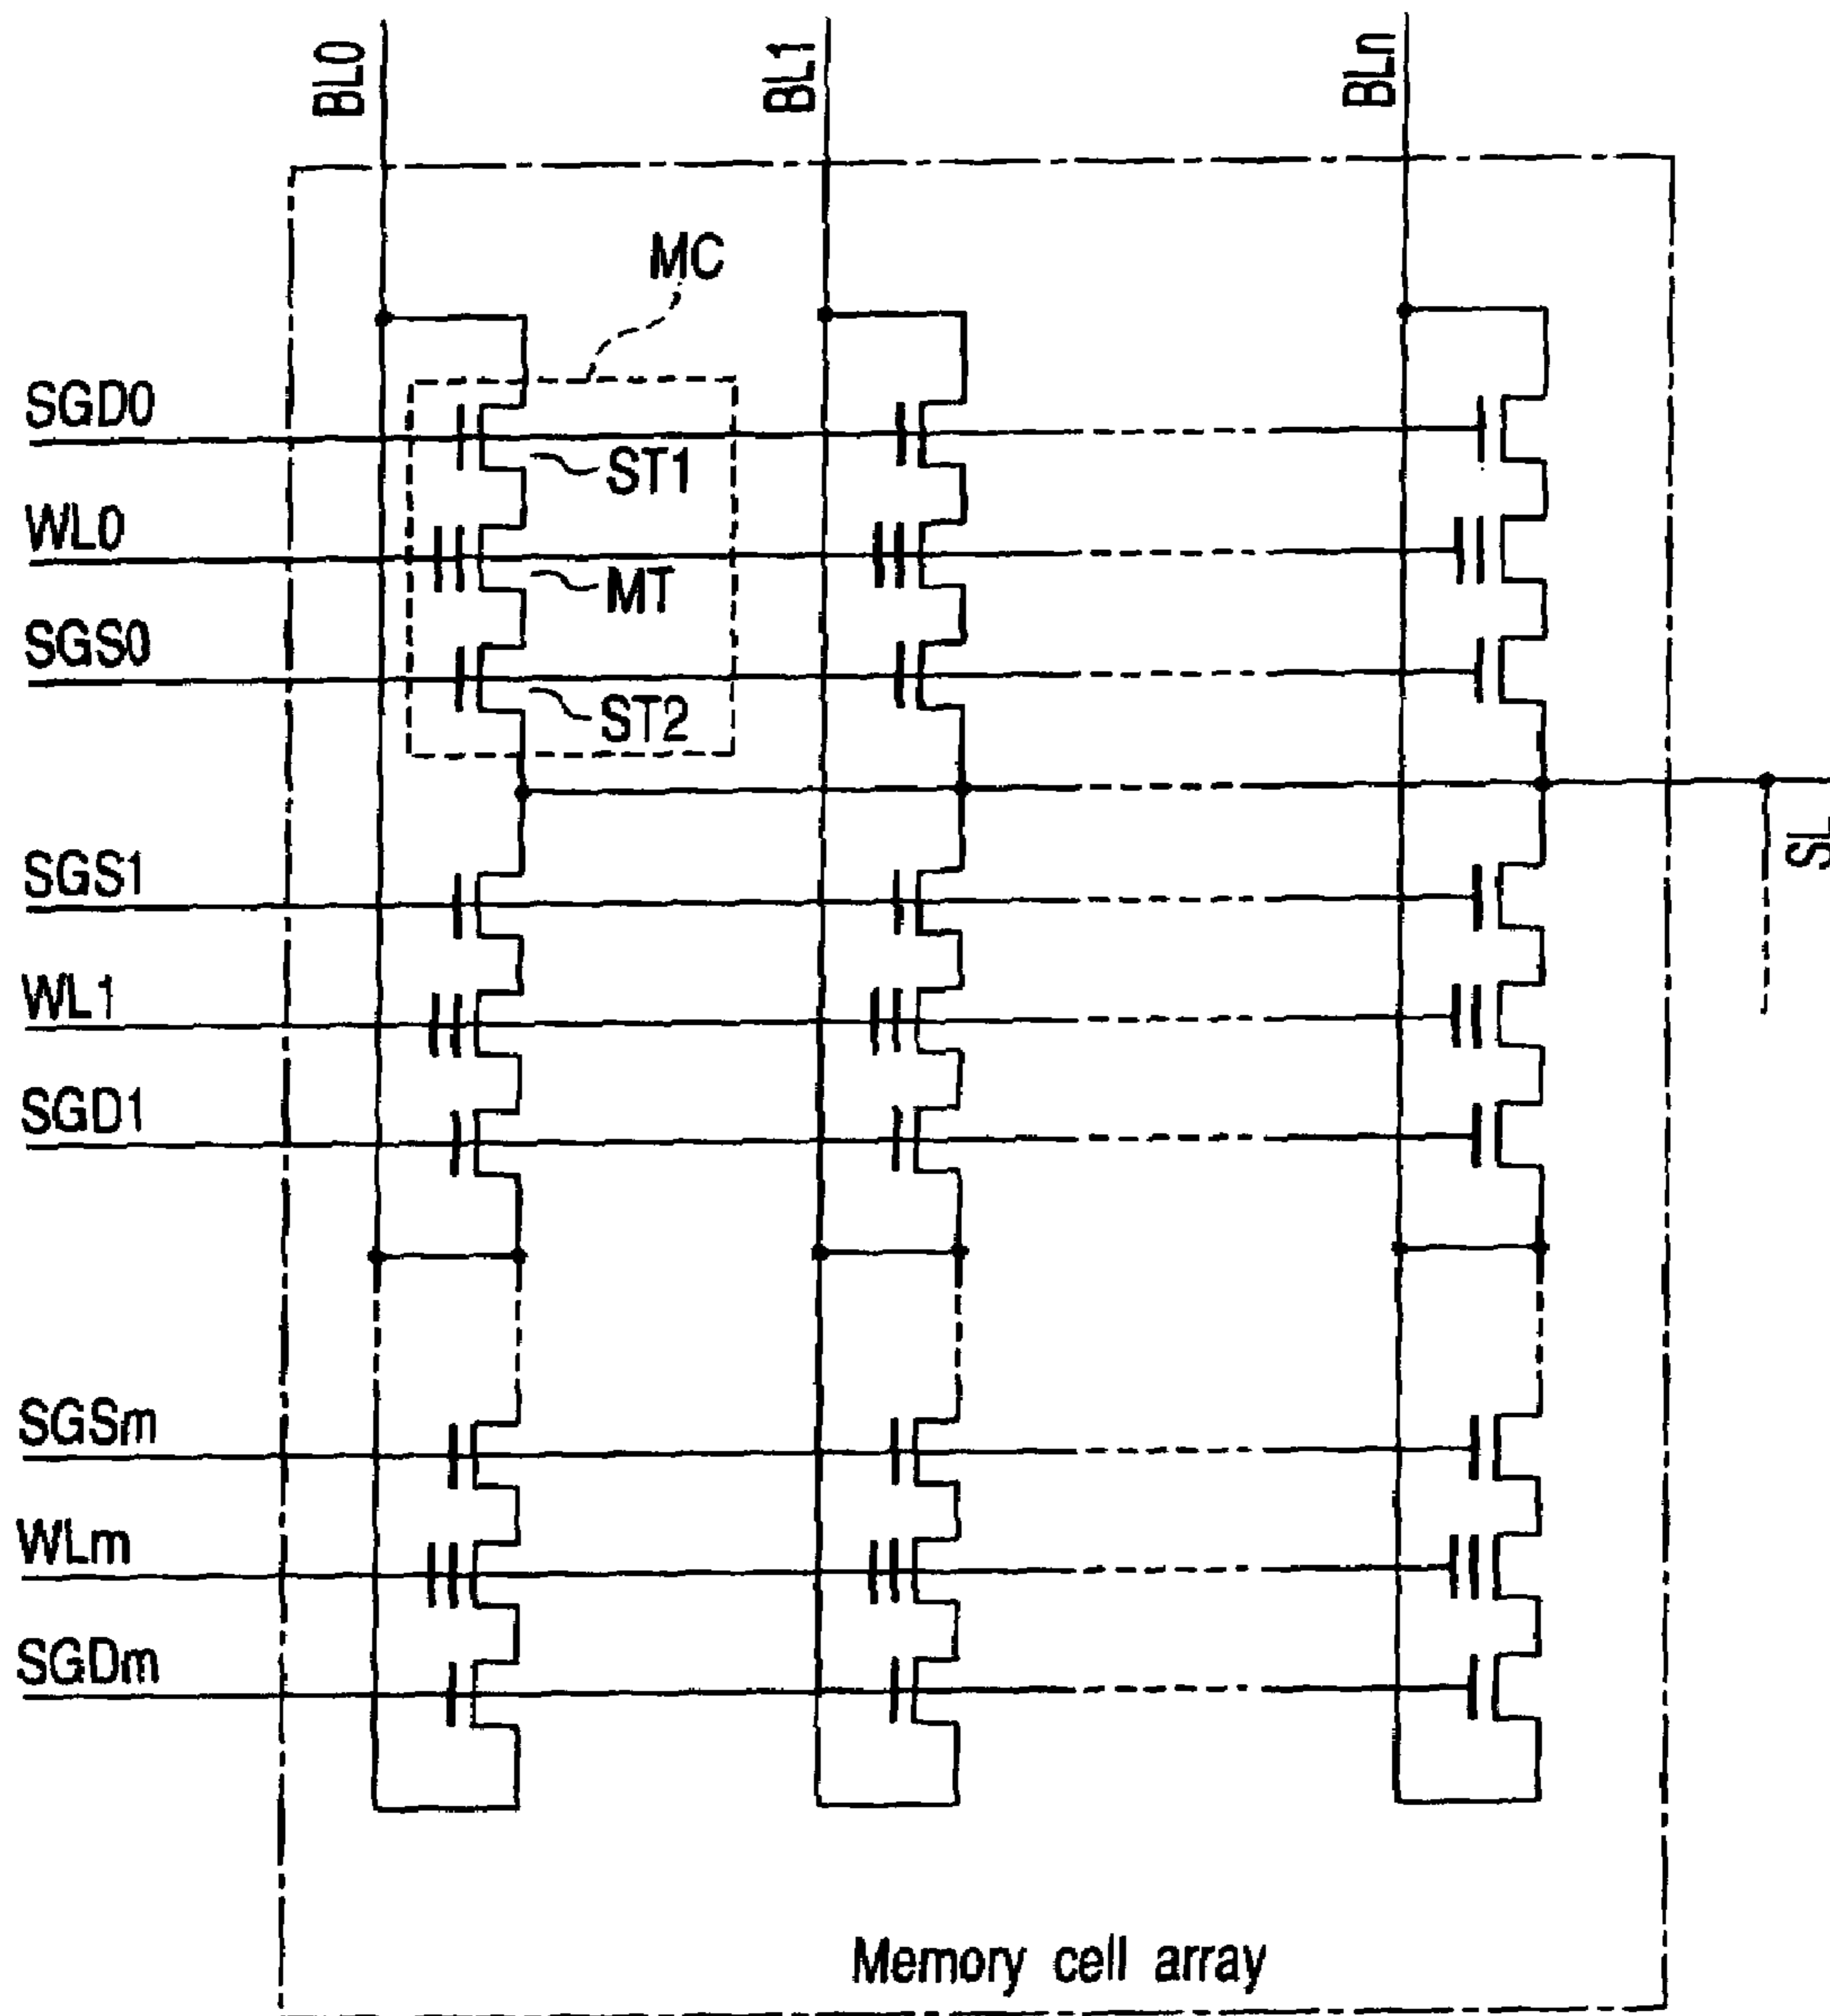 BL0
BL1
BLn
MC
SGD0
ST1
WL0
MT
SGS0
ST2
SL
SGS1
WL1
SGD1
SGSm
WLm
SGDm
Memory cell array